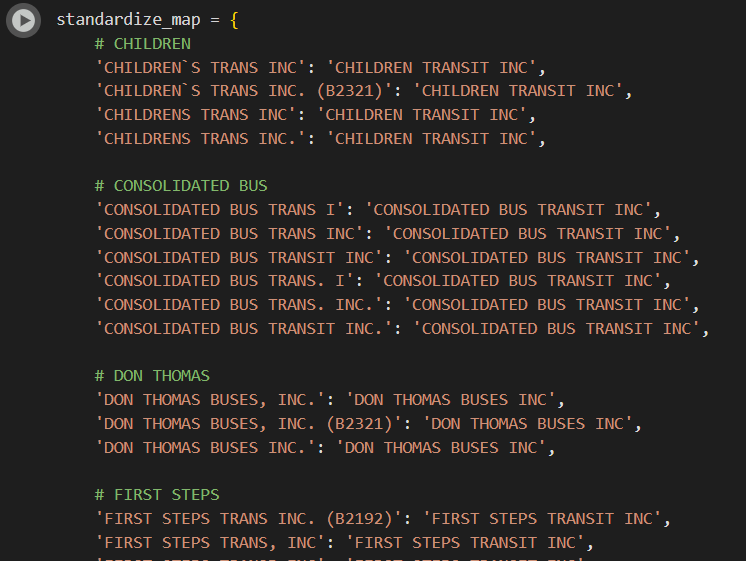 standardize_map = {
# CHILDREN
'CHILDREN`S TRANS INC': 'CHILDREN TRANSIT INC',
'CHILDREN`S TRANS INC. (B2321)': 'CHILDREN TRANSIT INC',
'CHILDRENS TRANS INC': 'CHILDREN TRANSIT INC',
'CHILDRENS TRANS INC.': 'CHILDREN TRANSIT INC',
# CONSOLIDATED BUS
'CONSOLIDATED BUS TRANS I': 'CONSOLIDATED BUS TRANSIT INC',
'CONSOLIDATED BUS TRANS INC': 'CONSOLIDATED BUS TRANSIT INC',
'CONSOLIDATED BUS TRANSIT INC': 'CONSOLIDATED BUS TRANSIT INC',
'CONSOLIDATED BUS TRANS. I': 'CONSOLIDATED BUS TRANSIT INC',
'CONSOLIDATED BUS TRANS. INC.': 'CONSOLIDATED BUS TRANSIT INC',
'CONSOLIDATED BUS TRANSIT INC.': 'CONSOLIDATED BUS TRANSIT INC',
# DON THOMAS
'DON THOMAS BUSES, INC.': 'DON THOMAS BUSES INC',
'DON THOMAS BUSES, INC. (B2321)': 'DON THOMAS BUSES INC',
'DON THOMAS BUSES INC.': 'DON THOMAS BUSES INC',
# FIRST STEPS
'FIRST STEPS TRANS INC. (B2192)': 'FIRST STEPS TRANSIT INC',
'FIRST STEPS TRANS, INC': 'FIRST STEPS TRANSIT INC',